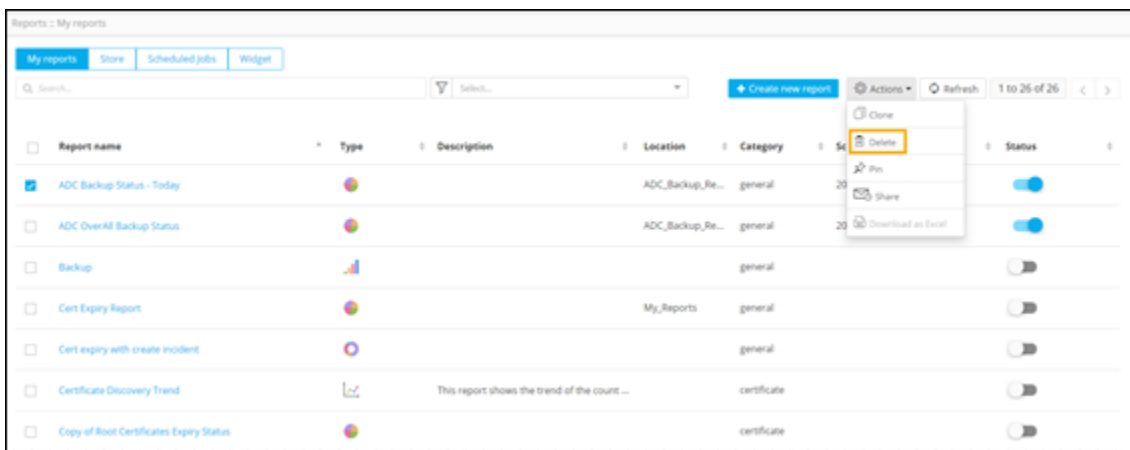 Reports :: My reports
My reports Store Scheduled Jobs Widget
Search... Select... + Create new report Actions Refresh 1 to 26 of 26 < >
Clone
Report name Type Description Location Category Sc Delete Status
Pin
ADC Backup Status - Today ADC_Backup_Re... general 20
Share
ADC OverAll Backup Status ADC_Backup_Re... general 20 Download as Excel
Backup general
Cert Expiry Report My_Reports general
Cert expiry with create incident general
Certificate Discovery Trend This report shows the trend of the count ... certificate
Copy of Root Certificates Expiry Status certificate